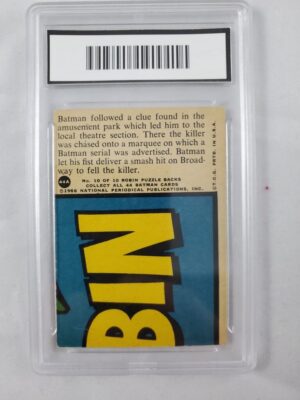 Batman followed a clue found in the
amusement park which led him to the
local theatre section. There the killer
was chased onto a marquee on which a
Batman serial was advertised. Batman
let his fist deliver a smash hit on Broad-
way to fell the killer.
44A
No. 10 OF 10 ROBIN PUZZLE BACKS
COLLECT ALL 44 BATMAN CARDS
©1966 NATIONAL PERIODICAL PUBLICATIONS, INC.
©T.C.G. PRTD. IN U.S.A.
BIN